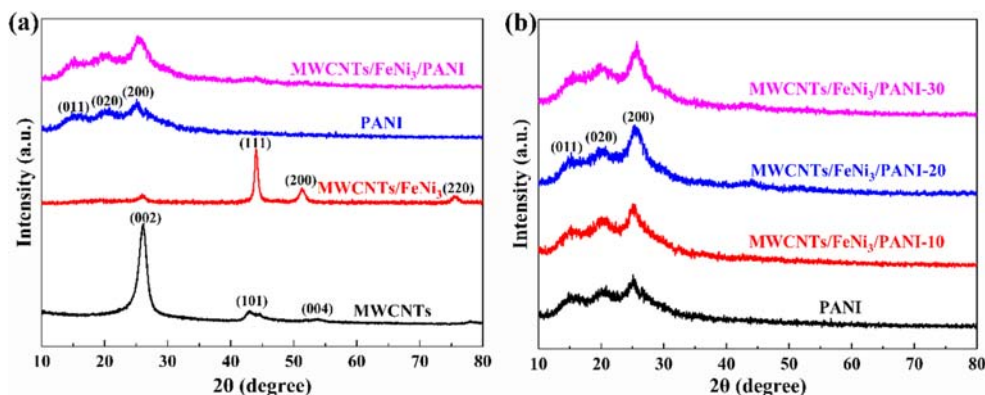 (a)
MWCNTs/FeNi₃/PANI
(011) (020) (200)
PANI
(111)
MWCNTs/FeNi₃
(200) (220)
(002)
(101) (004)
MWCNTs
Intensity (a.u.)
10 20 30 40 50 60 70 80
2θ (degree)
(b)
MWCNTs/FeNi₃/PANI-30
(011) (020) (200)
MWCNTs/FeNi₃/PANI-20
MWCNTs/FeNi₃/PANI-10
PANI
Intensity (a.u.)
10 20 30 40 50 60 70 80
2θ (degree)